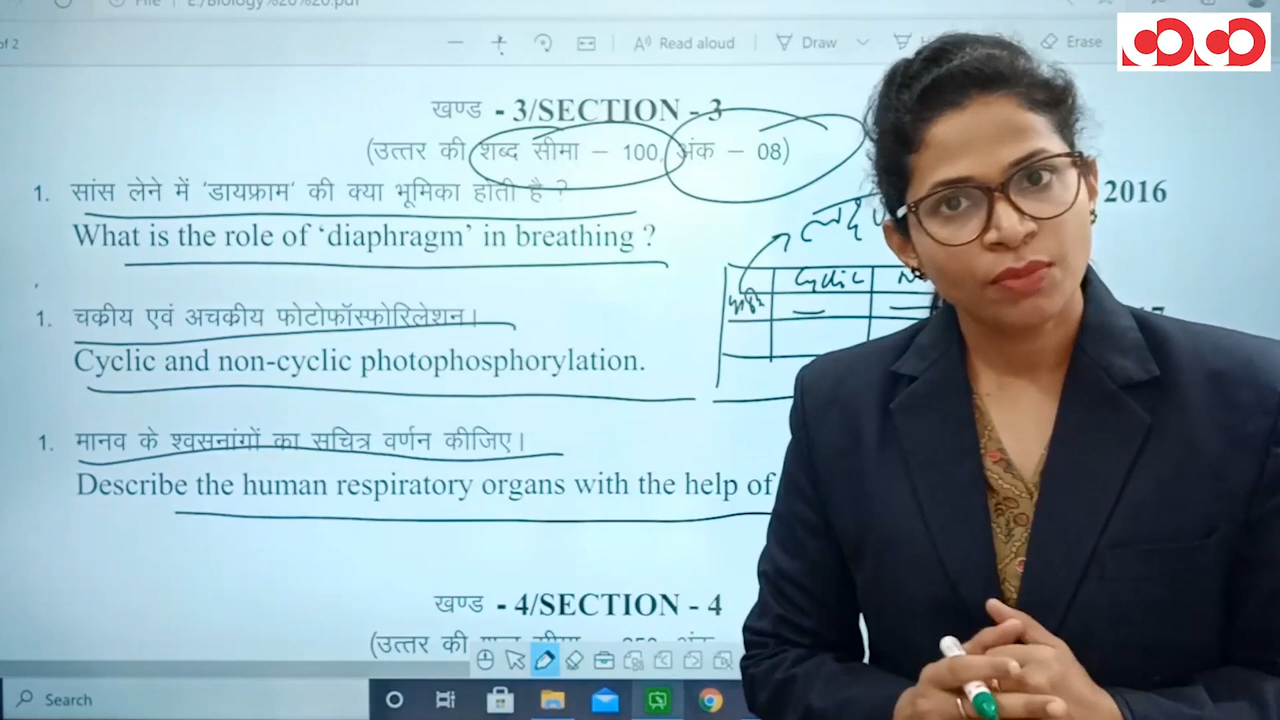 File E:/Biology%20%20.pdf
of 2
Read aloud Draw Erase
खण्ड - 3/SECTION - 3
(उत्तर की शब्द सीमा – 100, अंक – 08)
1. सांस लेने में 'डायफ्राम' की क्या भूमिका होती है ?
2016
What is the role of 'diaphragm' in breathing ?
Cyclic
1. चकीय एवं अचकीय फोटोफॉस्फोरिलेशन।
Cyclic and non-cyclic photophosphorylation.
1. मानव के श्वसनांगों का सचित्र वर्णन कीजिए।
Describe the human respiratory organs with the help of
खण्ड - 4/SECTION - 4
(उत्तर की
Search